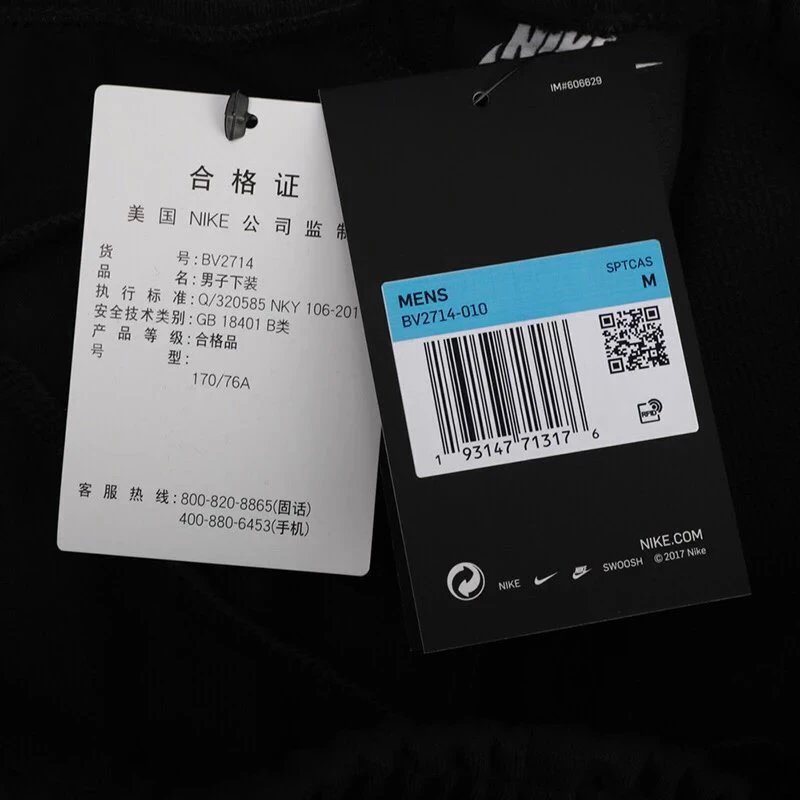 合格证
美国 NIKE 公司监制
货号:BV2714
品名:男子下装
执行标准:Q/320585 NKY 106-201
安全技术类别:GB 18401 B类
产品等级:合格品
号型:
170/76A
客服热线:800-820-8865(固话)
400-880-6453(手机)
NIKE
IM#606629
SPTCAS
MENS M
BV2714-010
1 93147 71317 6
RFID
NIKE.COM
NIKE SWOOSH © 2017 Nike